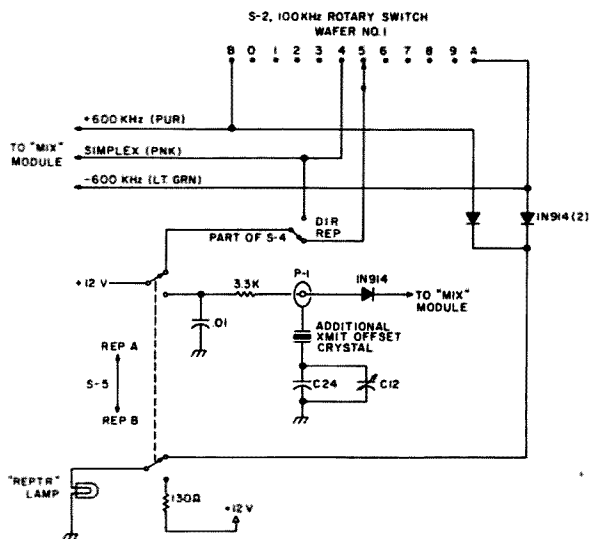 S-2, 100KHz ROTARY SWITCH
WAFER NO.1
B 0 1 2 3 4 5 6 7 8 9 A
+600 KHz (PUR)
TO "MIX"
MODULE
SIMPLEX (PNK)
-600 KHz (LT GRN)
DIR
REP
PART OF S-4
1N914(2)
+12 V
3.3K
P-1
1N914
TO "MIX"
MODULE
.01
ADDITIONAL
XMIT OFFSET
CRYSTAL
REP A
S-5
REP B
C24
C12
"REPTR"
LAMP
130Ω
+12 V